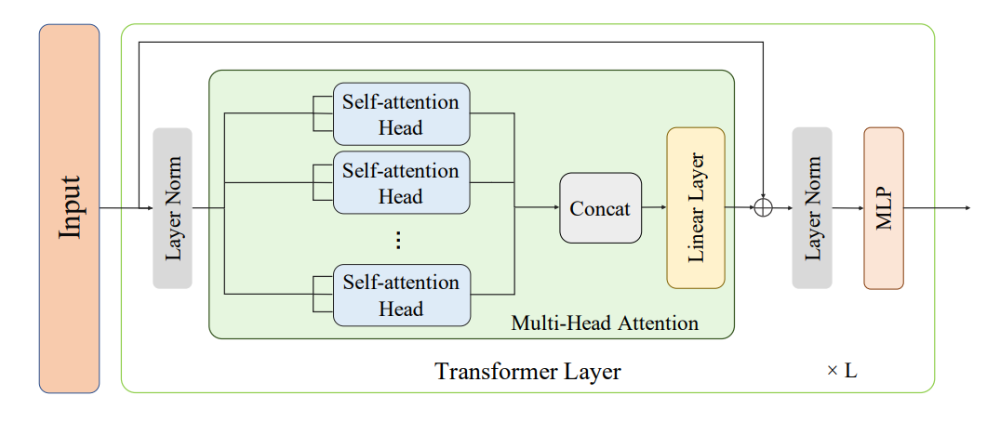 Input
Layer Norm
Self-attention
Head
Self-attention
Head
⋮
Self-attention
Head
Concat
Linear Layer
Multi-Head Attention
Layer Norm
MLP
Transformer Layer
× L